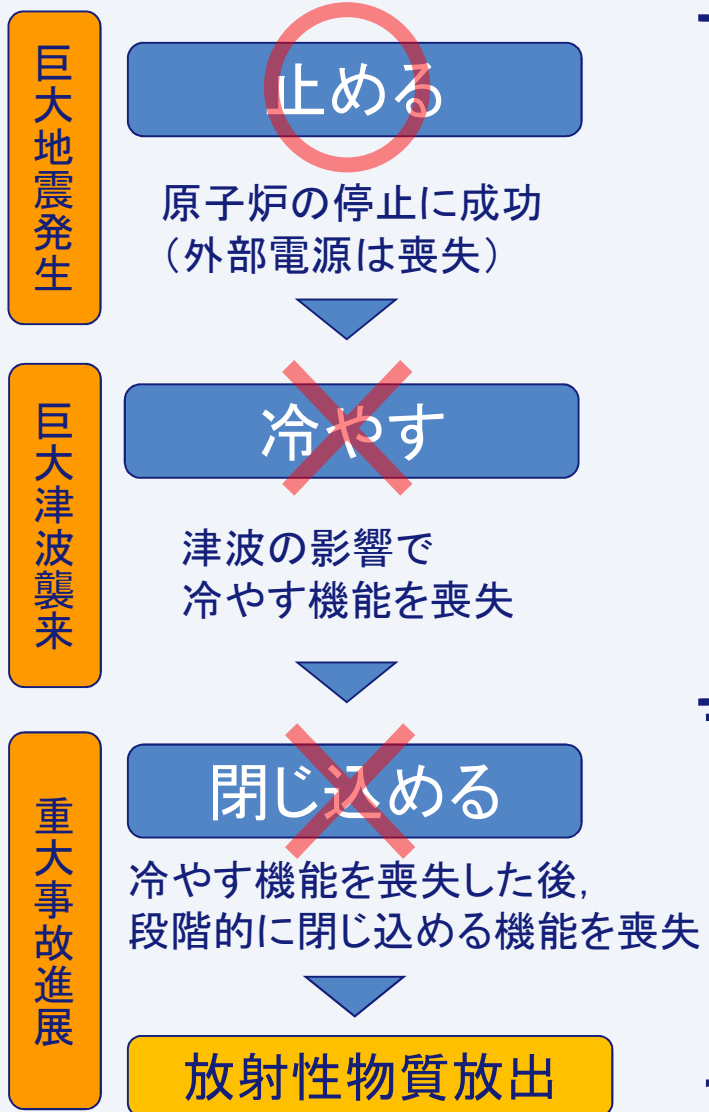 巨大地震発生
止める
原子炉の停止に成功
（外部電源は喪失）
巨大津波襲来
冷やす
津波の影響で
冷やす機能を喪失
重大事故進展
閉じ込める
冷やす機能を喪失した後，
段階的に閉じ込める機能を喪失
放射性物質放出